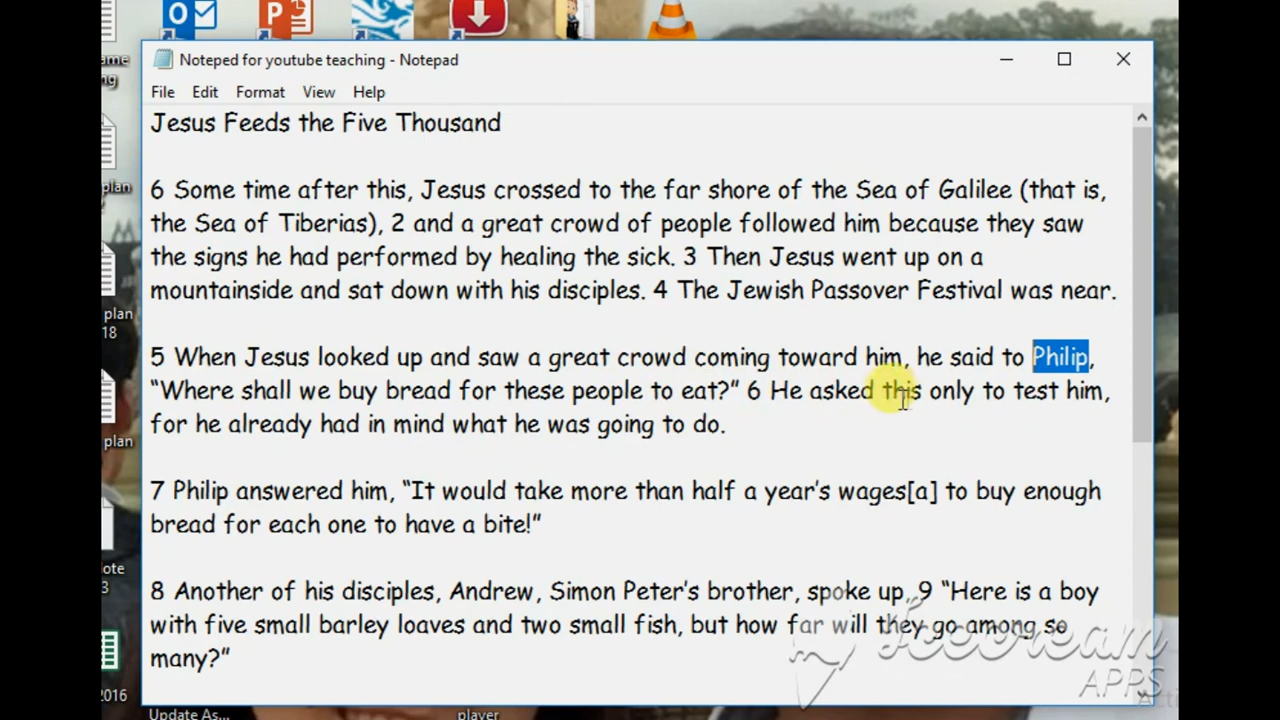 Noteped for youtube teaching - Notepad
File Edit Format View Help
Jesus Feeds the Five Thousand
6 Some time after this, Jesus crossed to the far shore of the Sea of Galilee (that is,
the Sea of Tiberias), 2 and a great crowd of people followed him because they saw
the signs he had performed by healing the sick. 3 Then Jesus went up on a
mountainside and sat down with his disciples. 4 The Jewish Passover Festival was near.
5 When Jesus looked up and saw a great crowd coming toward him, he said to Philip,
“Where shall we buy bread for these people to eat?” 6 He asked this only to test him,
for he already had in mind what he was going to do.
7 Philip answered him, “It would take more than half a year’s wages[a] to buy enough
bread for each one to have a bite!”
8 Another of his disciples, Andrew, Simon Peter’s brother, spoke up, 9 “Here is a boy
with five small barley loaves and two small fish, but how far will they go among so
many?”
Icecream
APPS
plan
plan
18
plan
2016
Update As...
player